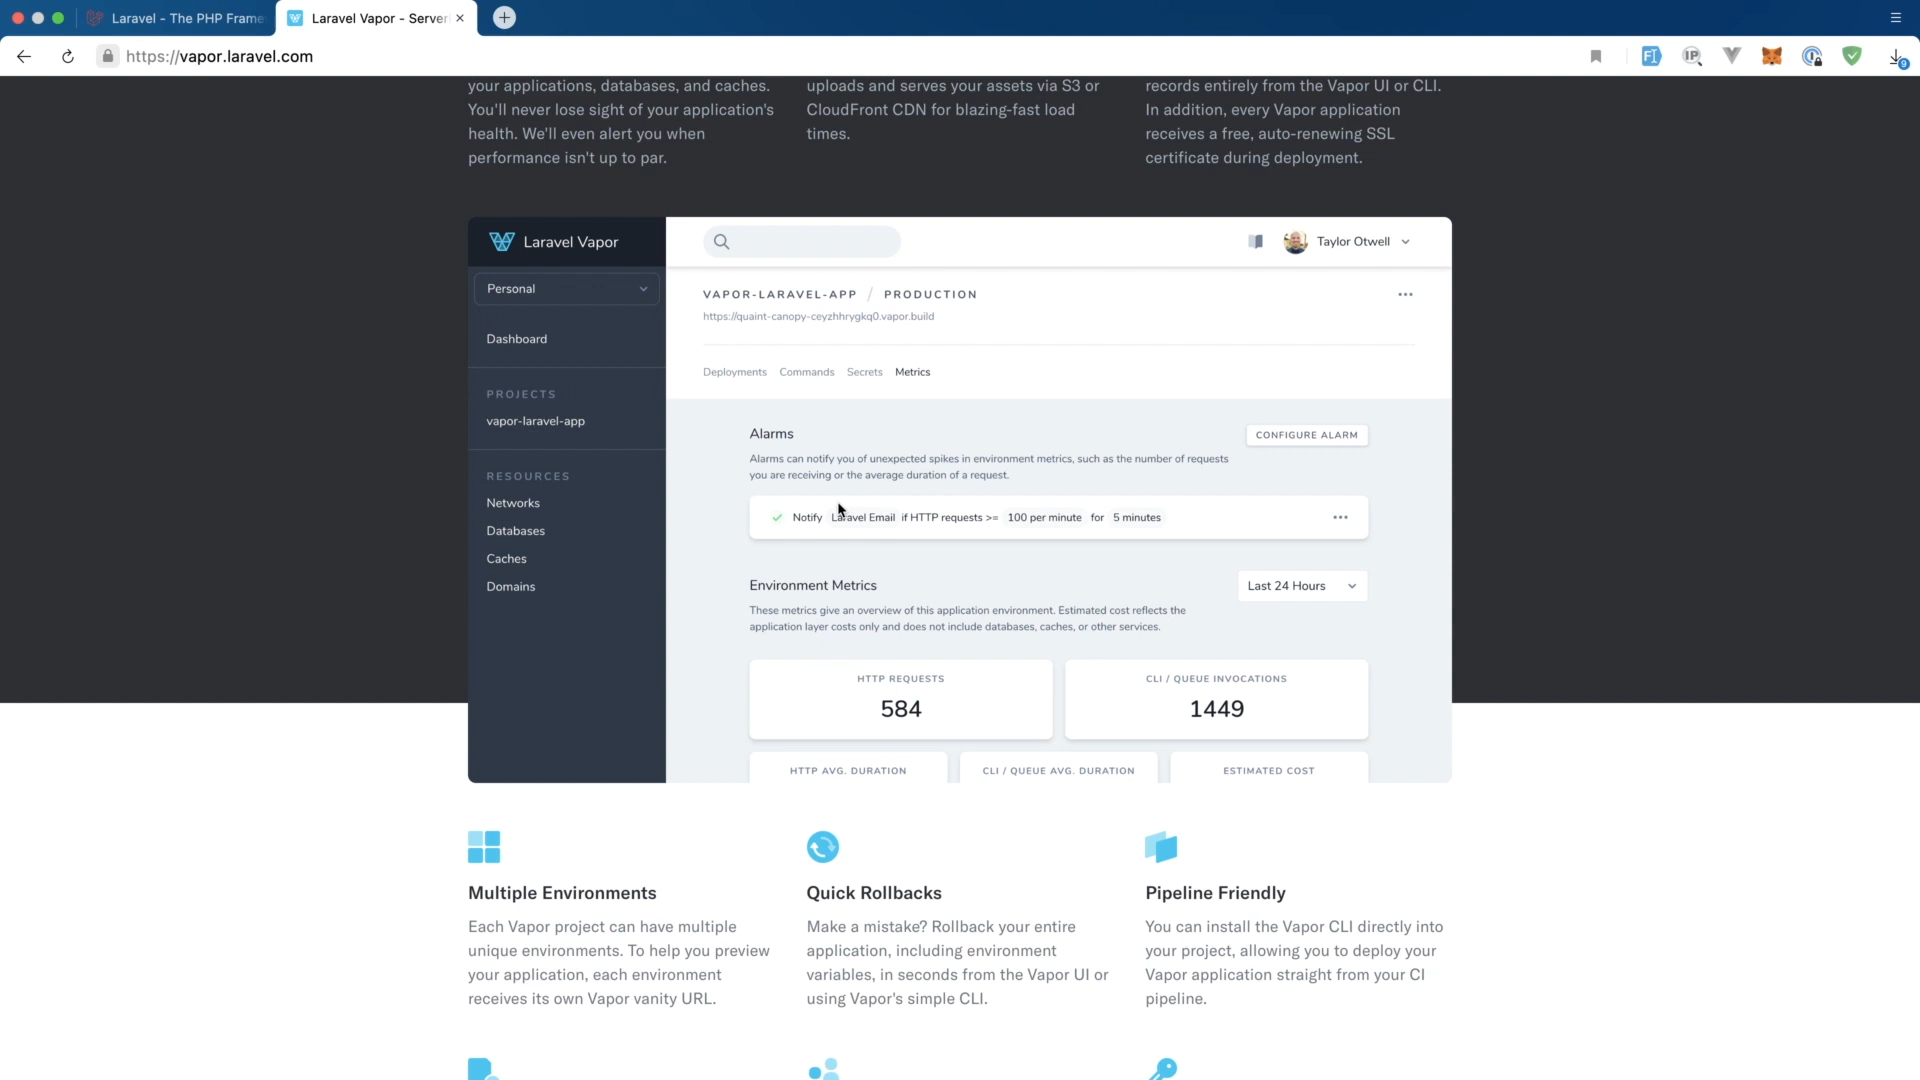 Laravel - The PHP Frame
Laravel Vapor - Server
https://vapor.laravel.com
FI
IP
9
your applications, databases, and caches.
You'll never lose sight of your application's
health. We'll even alert you when
performance isn't up to par.
uploads and serves your assets via S3 or
CloudFront CDN for blazing-fast load
times.
records entirely from the Vapor UI or CLI.
In addition, every Vapor application
receives a free, auto-renewing SSL
certificate during deployment.
Laravel Vapor
Taylor Otwell
Personal
Dashboard
PROJECTS
vapor-laravel-app
RESOURCES
Networks
Databases
Caches
Domains
VAPOR-LARAVEL-APP / PRODUCTION
https://quaint-canopy-ceyzhhrygkq0.vapor.build
Deployments Commands Secrets Metrics
Alarms
CONFIGURE ALARM
Alarms can notify you of unexpected spikes in environment metrics, such as the number of requests
you are receiving or the average duration of a request.
Notify Laravel Email if HTTP requests >= 100 per minute for 5 minutes
Environment Metrics
Last 24 Hours
These metrics give an overview of this application environment. Estimated cost reflects the
application layer costs only and does not include databases, caches, or other services.
HTTP REQUESTS
584
CLI / QUEUE INVOCATIONS
1449
HTTP AVG. DURATION
CLI / QUEUE AVG. DURATION
ESTIMATED COST
Multiple Environments
Each Vapor project can have multiple
unique environments. To help you preview
your application, each environment
receives its own Vapor vanity URL.
Quick Rollbacks
Make a mistake? Rollback your entire
application, including environment
variables, in seconds from the Vapor UI or
using Vapor's simple CLI.
Pipeline Friendly
You can install the Vapor CLI directly into
your project, allowing you to deploy your
Vapor application straight from your CI
pipeline.